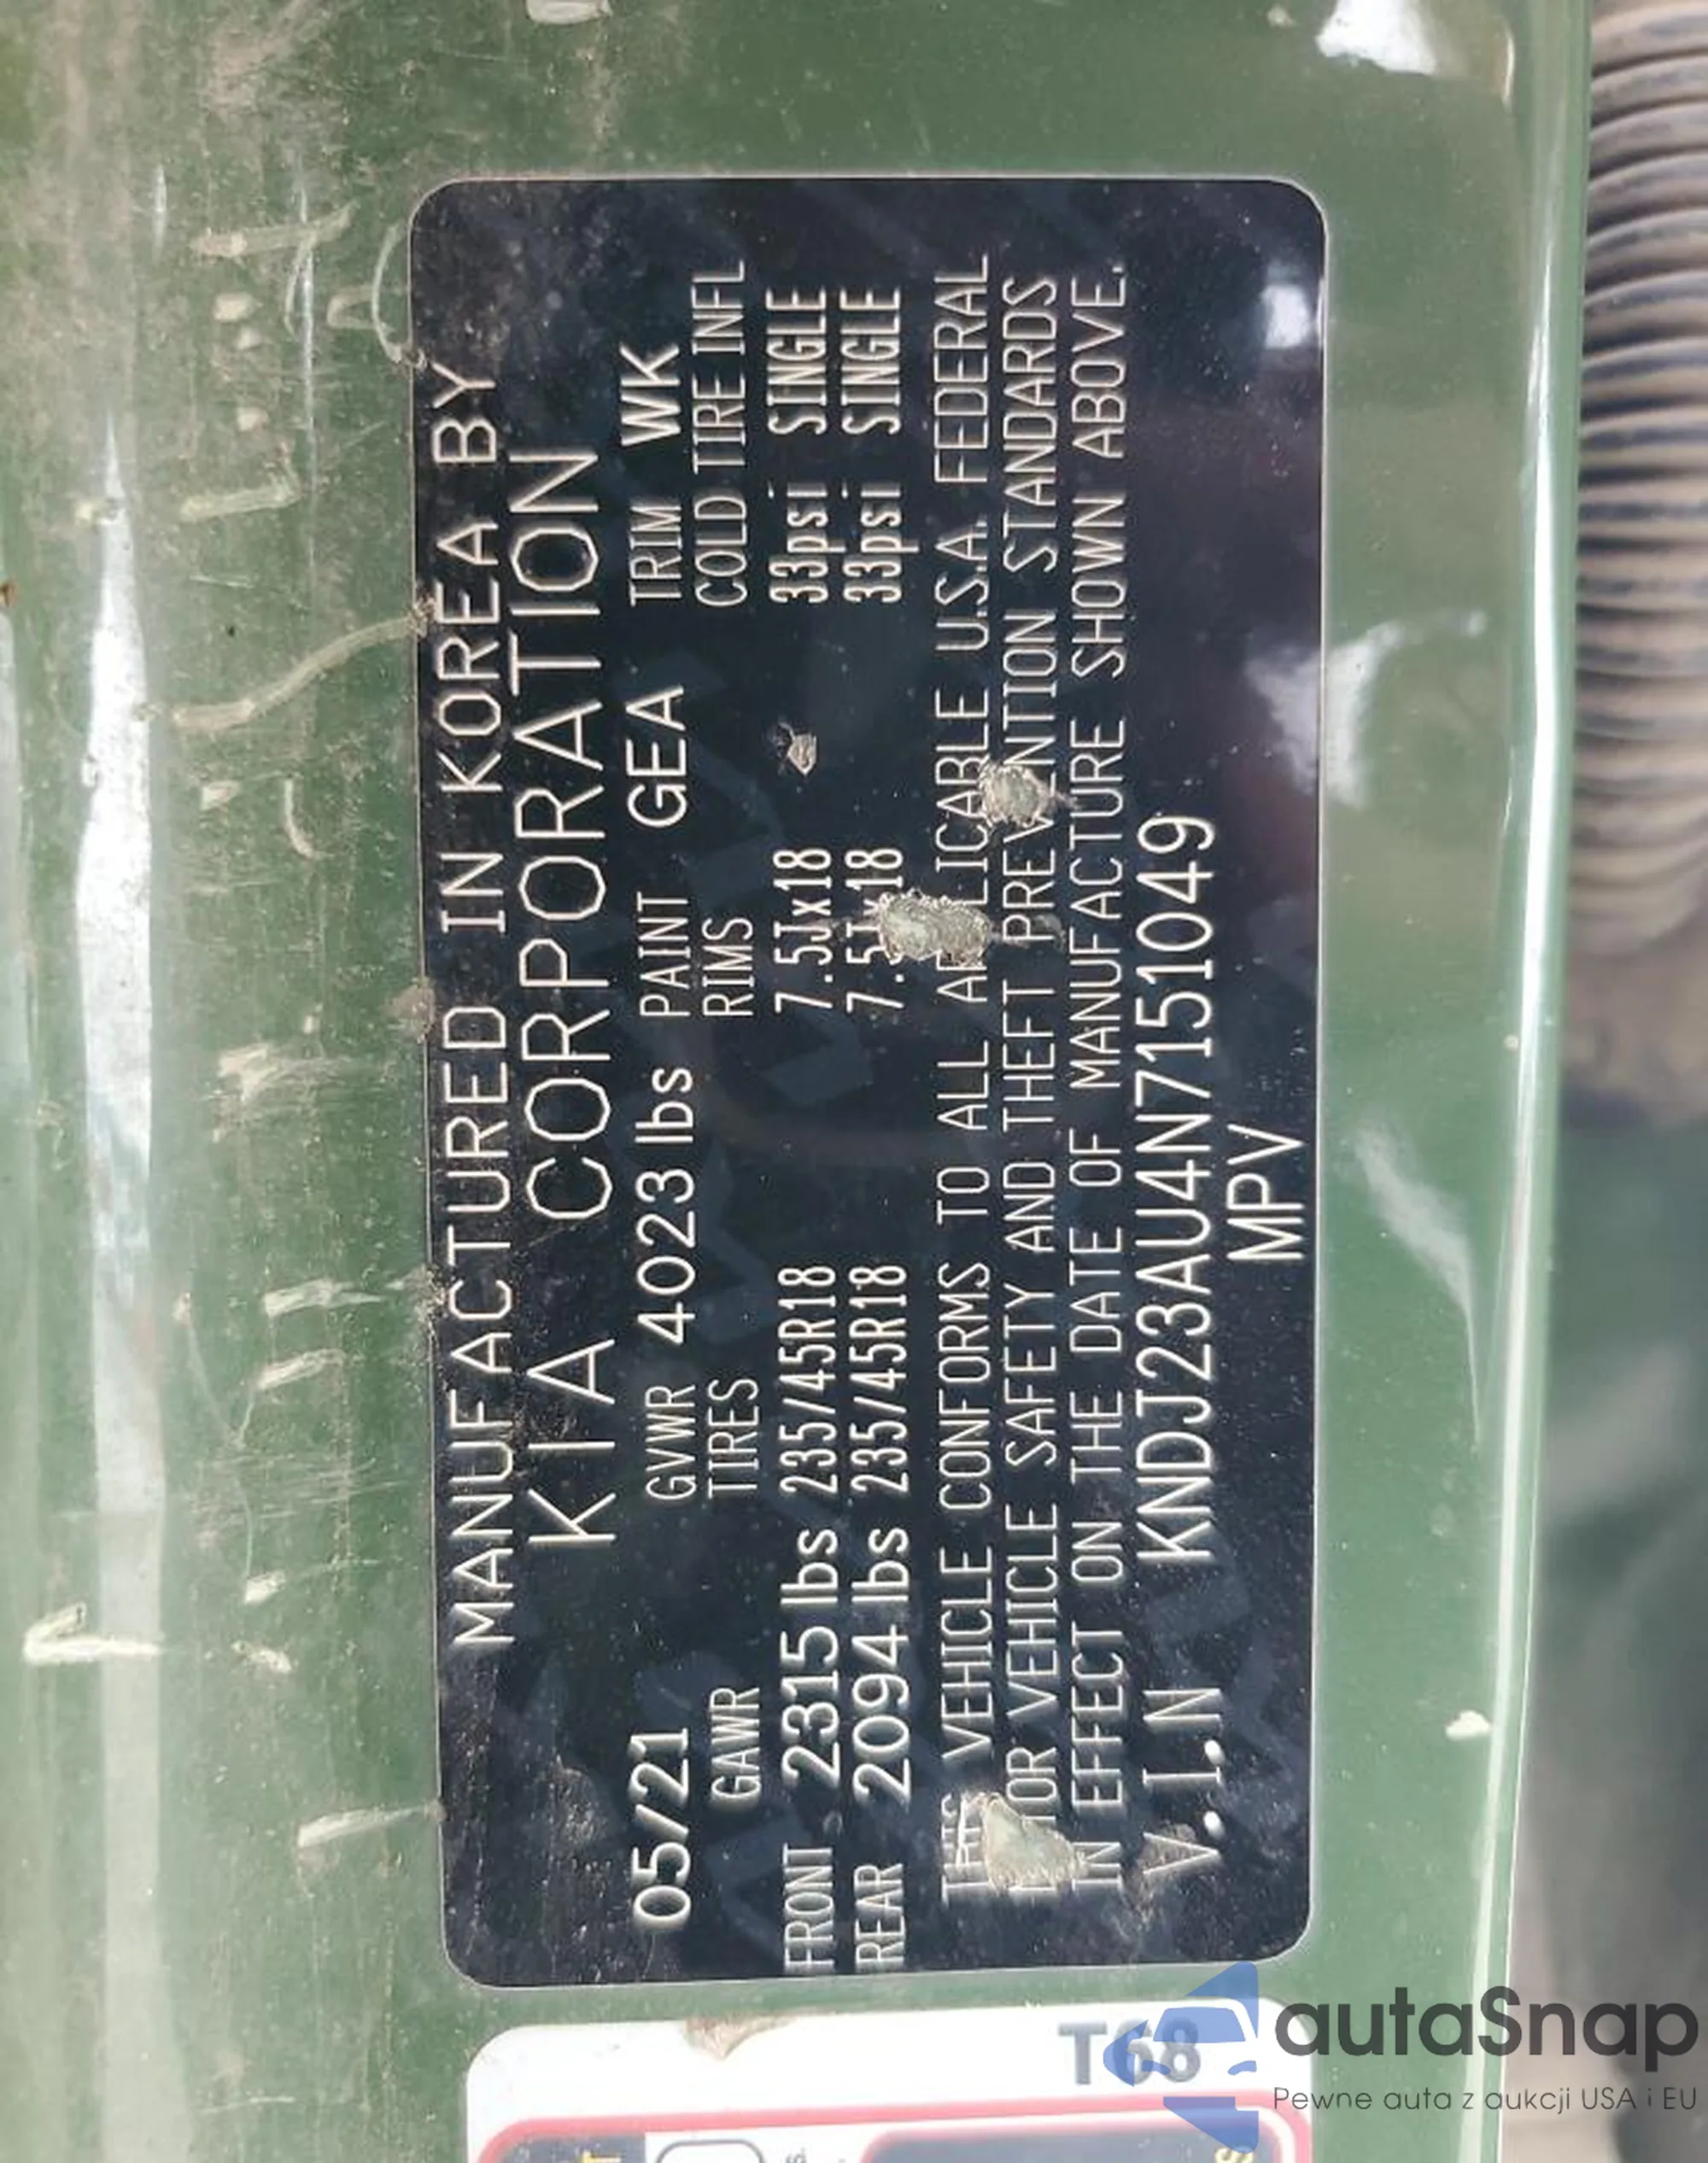 MANUFACTURED IN KOREA BY
KIA CORPORATION
05/21 GVWR 4023 lbs PAINT GEA TRIM WK
GAWR TIRES RIMS COLD TIRE INFL
FRONT 2315 lbs 235/45R18 7.5Jx18 33psi SINGLE
REAR 2094 lbs 235/45R18 7.5Jx18 33psi SINGLE
VEHICLE CONFORMS TO ALL U.S.A. FEDERAL
VEHICLE SAFETY AND THEFT STANDARDS
IN EFFECT ON THE DATE OF MANUFACTURE SHOWN ABOVE.
V.I.N KNDJ23AU4N7151049
MPV
T68
autaSnap
Pewne auta z aukcji USA i EU